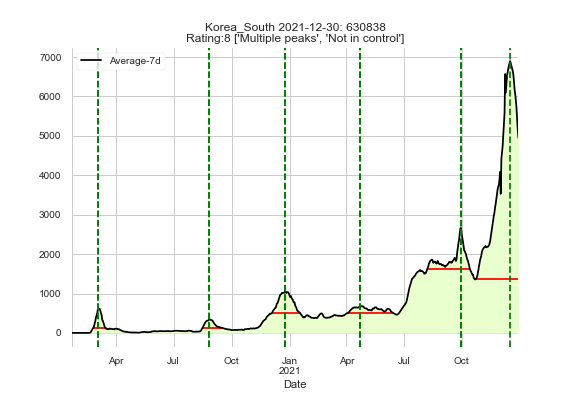 Korea_South 2021-12-30: 630838
Rating:8 ['Multiple peaks', 'Not in control']
Average-7d
7000
6000
5000
4000
3000
2000
1000
0
Apr Jul Oct Jan Apr Jul Oct
2021
Date